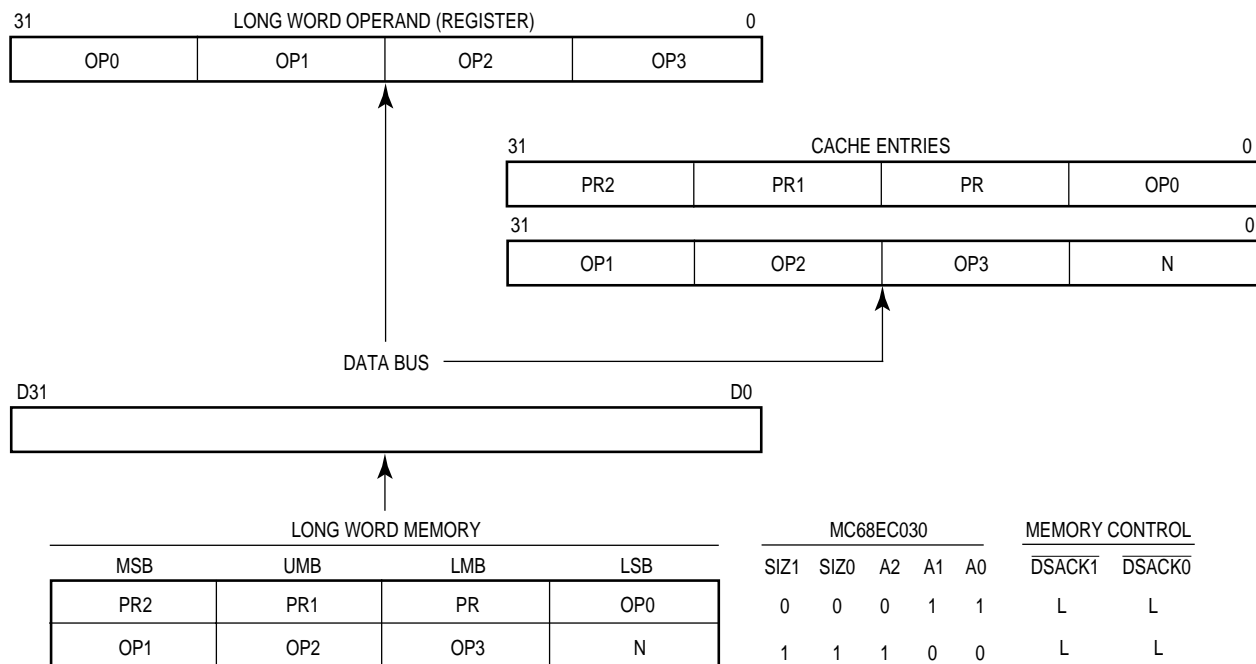 31 LONG WORD OPERAND (REGISTER) 0
OP0 OP1 OP2 OP3
31 CACHE ENTRIES 0
PR2 PR1 PR OP0
31 0
OP1 OP2 OP3 N
DATA BUS
D31 D0
LONG WORD MEMORY MC68EC030 MEMORY CONTROL
MSB UMB LMB LSB SIZ1 SIZ0 A2 A1 A0 DSACK1 DSACK0
PR2 PR1 PR OP0 0 0 0 1 1 L L
OP1 OP2 OP3 N 1 1 1 0 0 L L